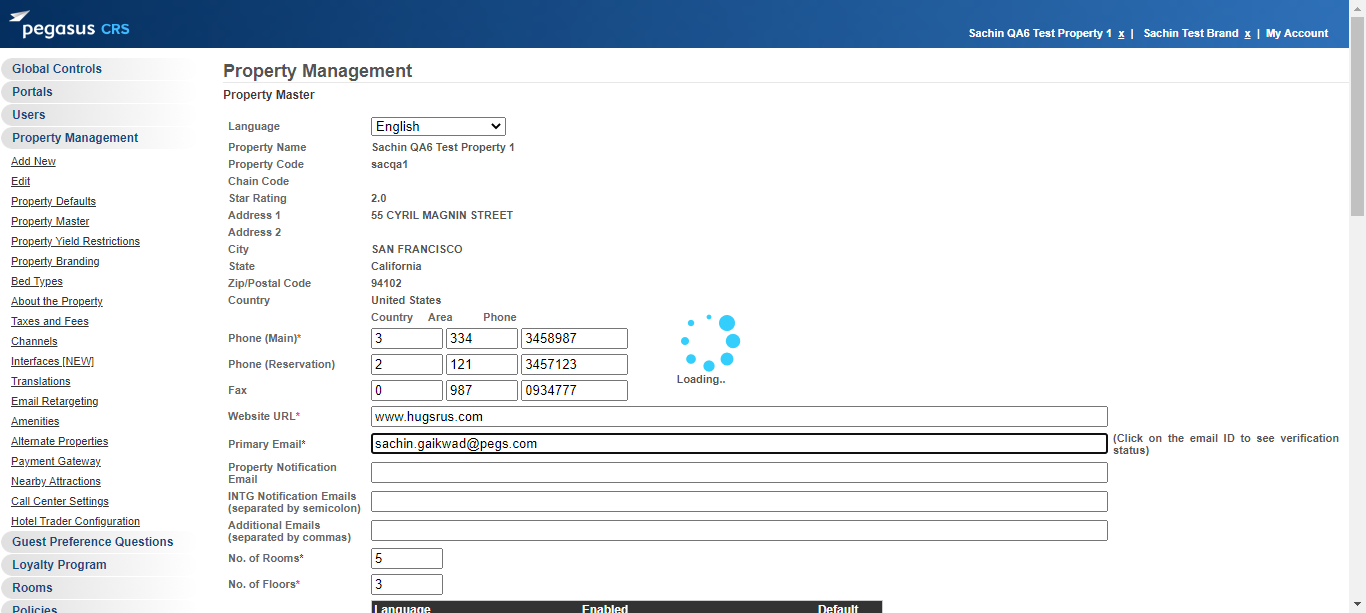 pegasus CRS
Sachin QA6 Test Property 1 x | Sachin Test Brand x | My Account
Global Controls
Portals
Users
Property Management
Add New
Edit
Property Defaults
Property Master
Property Yield Restrictions
Property Branding
Bed Types
About the Property
Taxes and Fees
Channels
Interfaces [NEW]
Translations
Email Retargeting
Amenities
Alternate Properties
Payment Gateway
Nearby Attractions
Call Center Settings
Hotel Trader Configuration
Guest Preference Questions
Loyalty Program
Rooms
Policies
Property Management
Property Master
Language English
Property Name Sachin QA6 Test Property 1
Property Code sacqa1
Chain Code
Star Rating 2.0
Address 1 55 CYRIL MAGNIN STREET
Address 2
City SAN FRANCISCO
State California
Zip/Postal Code 94102
Country United States
Country Area Phone
Phone (Main)* 3 334 3458987
Phone (Reservation) 2 121 3457123
Fax 0 987 0934777
Loading..
Website URL* www.hugsrus.com
Primary Email* sachin.gaikwad@pegs.com (Click on the email ID to see verification
status)
Property Notification
Email
INTG Notification Emails
(separated by semicolon)
Additional Emails
(separated by commas)
No. of Rooms* 5
No. of Floors* 3
Language Enabled Default